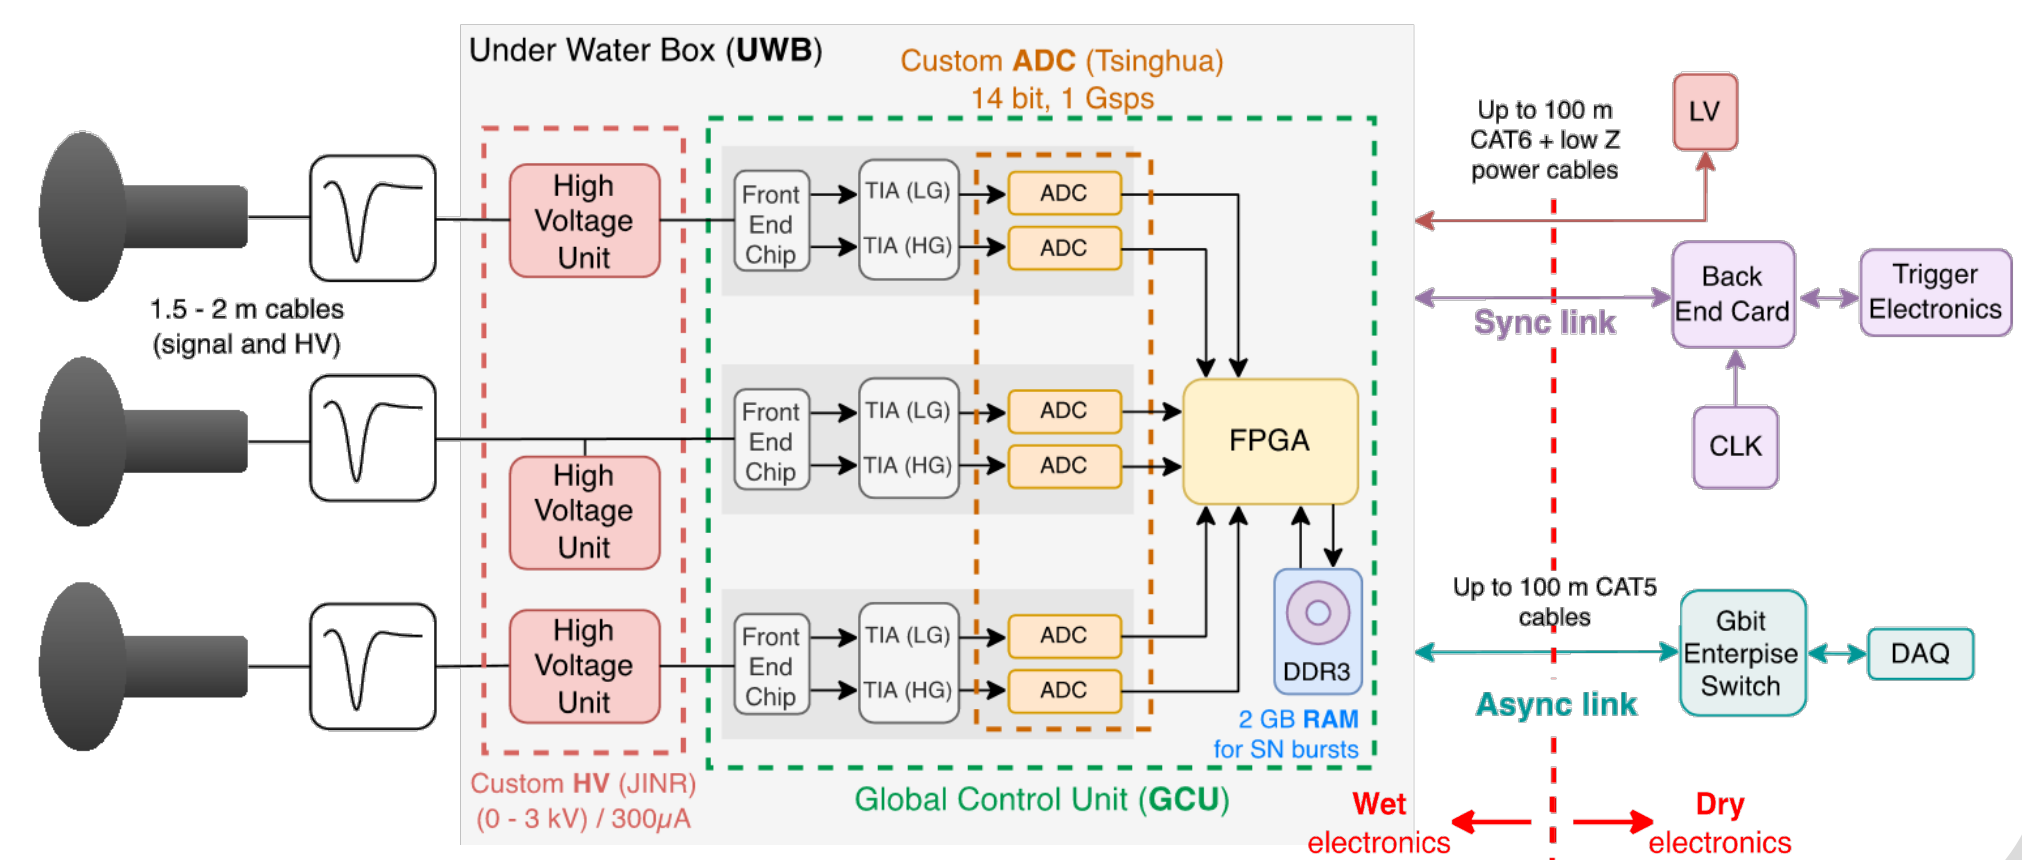 Under Water Box (UWB)
Custom ADC (Tsinghua)
14 bit, 1 Gsps
1.5 - 2 m cables
(signal and HV)
High
Voltage
Unit
Front
End
Chip
TIA (LG)
TIA (HG)
ADC
ADC
High
Voltage
Unit
Front
End
Chip
TIA (LG)
TIA (HG)
ADC
ADC
High
Voltage
Unit
Front
End
Chip
TIA (LG)
TIA (HG)
ADC
ADC
FPGA
DDR3
2 GB RAM
for SN bursts
Custom HV (JINR)
(0 - 3 kV) / 300µA
Global Control Unit (GCU)
Up to 100 m
CAT6 + low Z
power cables
LV
Sync link
Back
End Card
Trigger
Electronics
CLK
Up to 100 m CAT5
cables
Async link
Gbit
Enterpise
Switch
DAQ
Wet
electronics
Dry
electronics